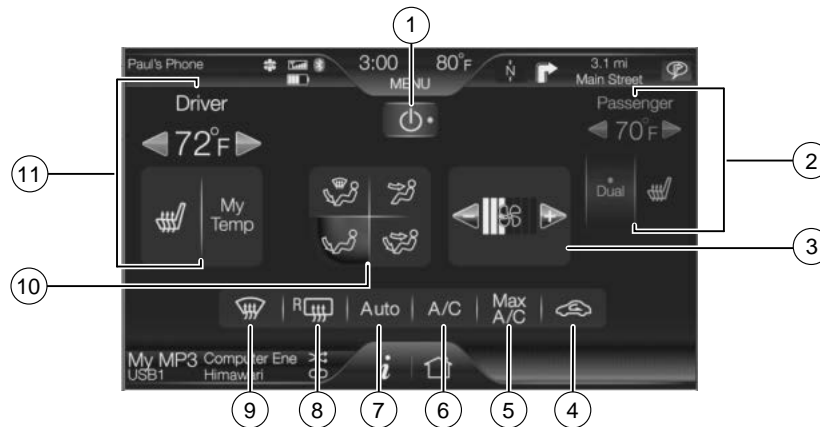 1
Paul's Phone 3:00 80°F N 3.1 mi
MENU Main Street P
Driver Passenger
72°F 70°F
11 2
My
Temp
Dual
3
10
R Auto A/C Max
A/C
My MP3 Computer Ene i
USB1 Himawari
9 8 7 6 5 4